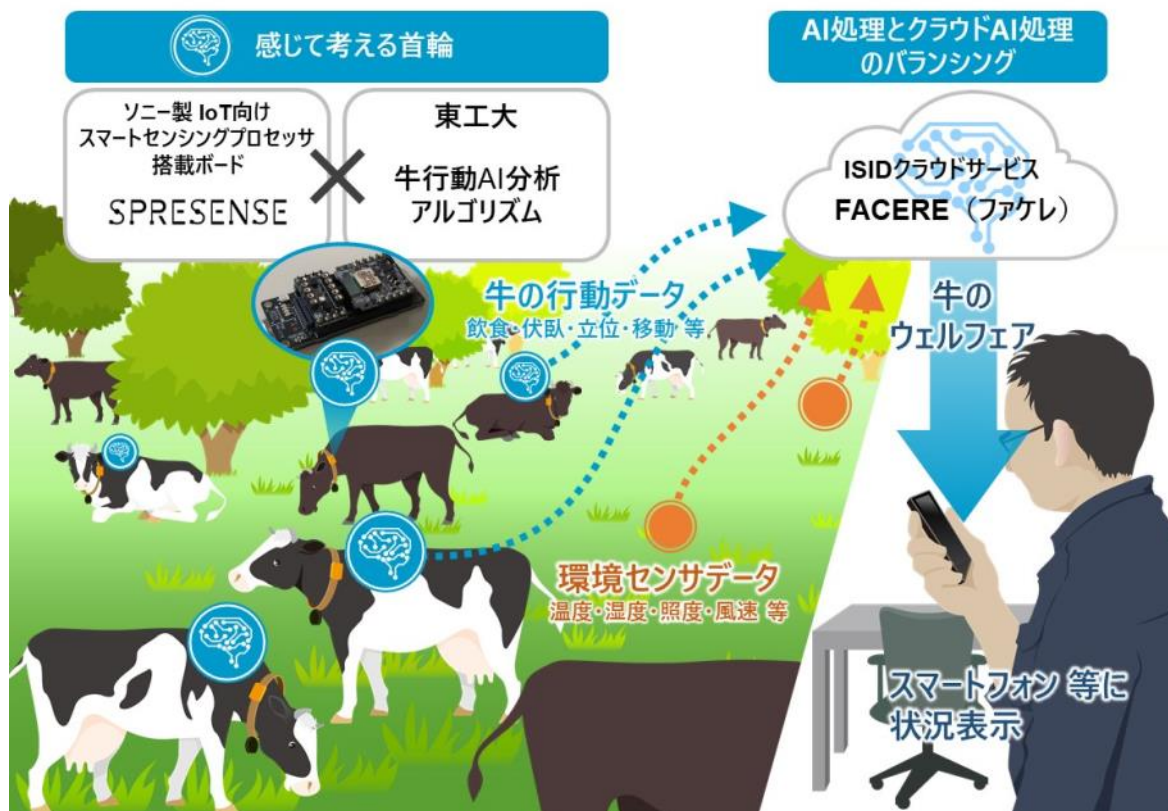 感じて考える首輪
ソニー製 IoT向け
スマートセンシングプロセッサ
搭載ボード
SPRESENSE
東工大
牛行動AI分析
アルゴリズム
AI処理とクラウドAI処理
のバランシング
ISIDクラウドサービス
FACERE（ファケレ）
牛の行動データ
飲食・伏臥・立位・移動 等
牛の
ウェルフェア
環境センサデータ
温度・湿度・照度・風速 等
スマートフォン 等に
状況表示